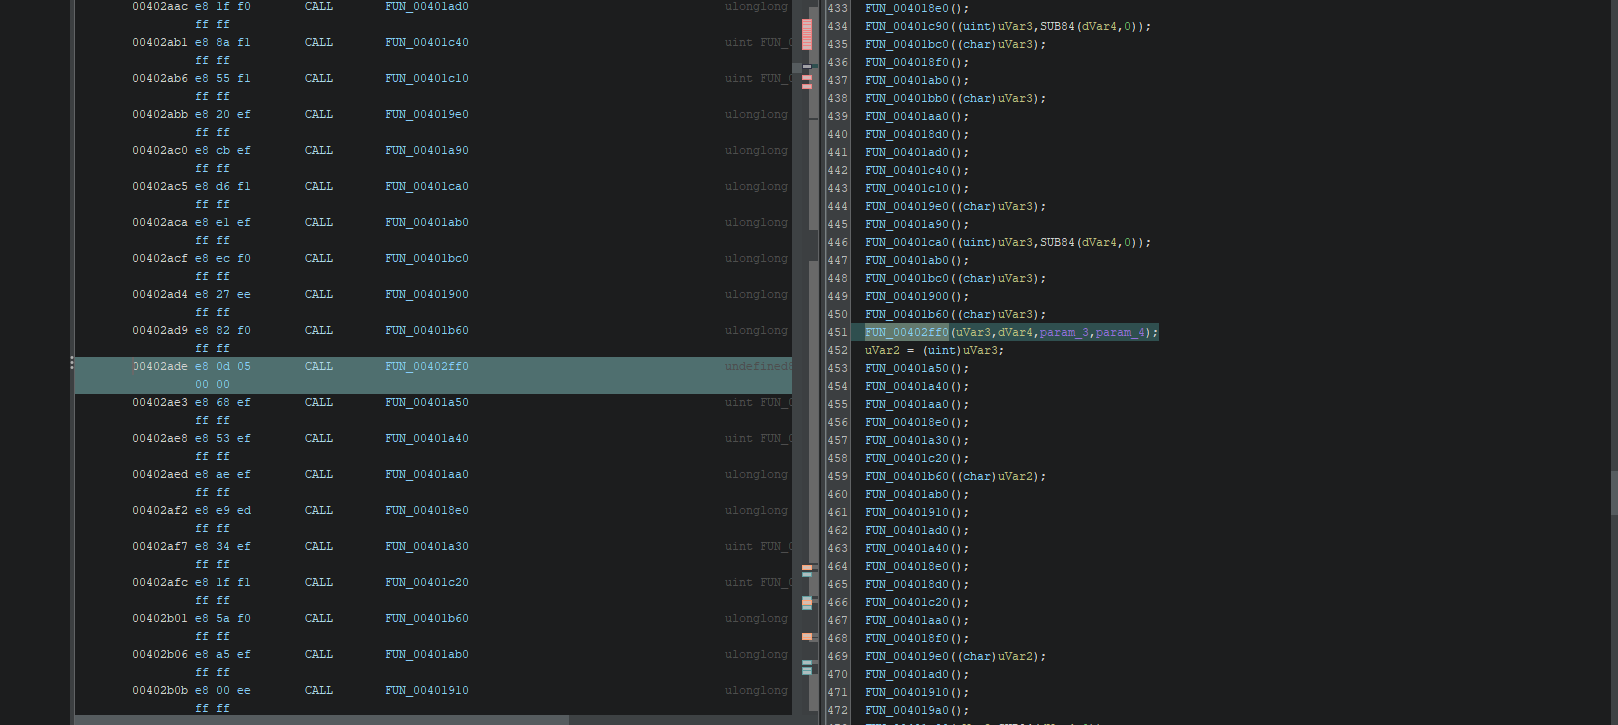 00402aac e8 1f f0 CALL FUN_00401ad0 ulonglong
ff ff
00402ab1 e8 8a f1 CALL FUN_00401c40 uint FUN_0
ff ff
00402ab6 e8 55 f1 CALL FUN_00401c10 uint FUN_0
ff ff
00402abb e8 20 ef CALL FUN_004019e0 ulonglong
ff ff
00402ac0 e8 cb ef CALL FUN_00401a90 ulonglong
ff ff
00402ac5 e8 d6 f1 CALL FUN_00401ca0 ulonglong
ff ff
00402aca e8 e1 ef CALL FUN_00401ab0 ulonglong
ff ff
00402acf e8 ec f0 CALL FUN_00401bc0 ulonglong
ff ff
00402ad4 e8 27 ee CALL FUN_00401900 ulonglong
ff ff
00402ad9 e8 82 f0 CALL FUN_00401b60 ulonglong
ff ff
00402ade e8 0d 05 CALL FUN_00402ff0 undefined8
00 00
00402ae3 e8 68 ef CALL FUN_00401a50 uint FUN_0
ff ff
00402ae8 e8 53 ef CALL FUN_00401a40 uint FUN_0
ff ff
00402aed e8 ae ef CALL FUN_00401aa0 ulonglong
ff ff
00402af2 e8 e9 ed CALL FUN_004018e0 ulonglong
ff ff
00402af7 e8 34 ef CALL FUN_00401a30 uint FUN_0
ff ff
00402afc e8 1f f1 CALL FUN_00401c20 uint FUN_0
ff ff
00402b01 e8 5a f0 CALL FUN_00401b60 ulonglong
ff ff
00402b06 e8 a5 ef CALL FUN_00401ab0 ulonglong
ff ff
00402b0b e8 00 ee CALL FUN_00401910 ulonglong
ff ff
433 FUN_004018e0();
434 FUN_00401c90((uint)uVar3,SUB84(dVar4,0));
435 FUN_00401bc0((char)uVar3);
436 FUN_004018f0();
437 FUN_00401ab0();
438 FUN_00401bb0((char)uVar3);
439 FUN_00401aa0();
440 FUN_004018d0();
441 FUN_00401ad0();
442 FUN_00401c40();
443 FUN_00401c10();
444 FUN_004019e0((char)uVar3);
445 FUN_00401a90();
446 FUN_00401ca0((uint)uVar3,SUB84(dVar4,0));
447 FUN_00401ab0();
448 FUN_00401bc0((char)uVar3);
449 FUN_00401900();
450 FUN_00401b60((char)uVar3);
451 FUN_00402ff0(uVar3,dVar4,param_3,param_4);
452 uVar2 = (uint)uVar3;
453 FUN_00401a50();
454 FUN_00401a40();
455 FUN_00401aa0();
456 FUN_004018e0();
457 FUN_00401a30();
458 FUN_00401c20();
459 FUN_00401b60((char)uVar2);
460 FUN_00401ab0();
461 FUN_00401910();
462 FUN_00401ad0();
463 FUN_00401a40();
464 FUN_004018e0();
465 FUN_004018d0();
466 FUN_00401c20();
467 FUN_00401aa0();
468 FUN_004018f0();
469 FUN_004019e0((char)uVar2);
470 FUN_00401ad0();
471 FUN_00401910();
472 FUN_004019a0();